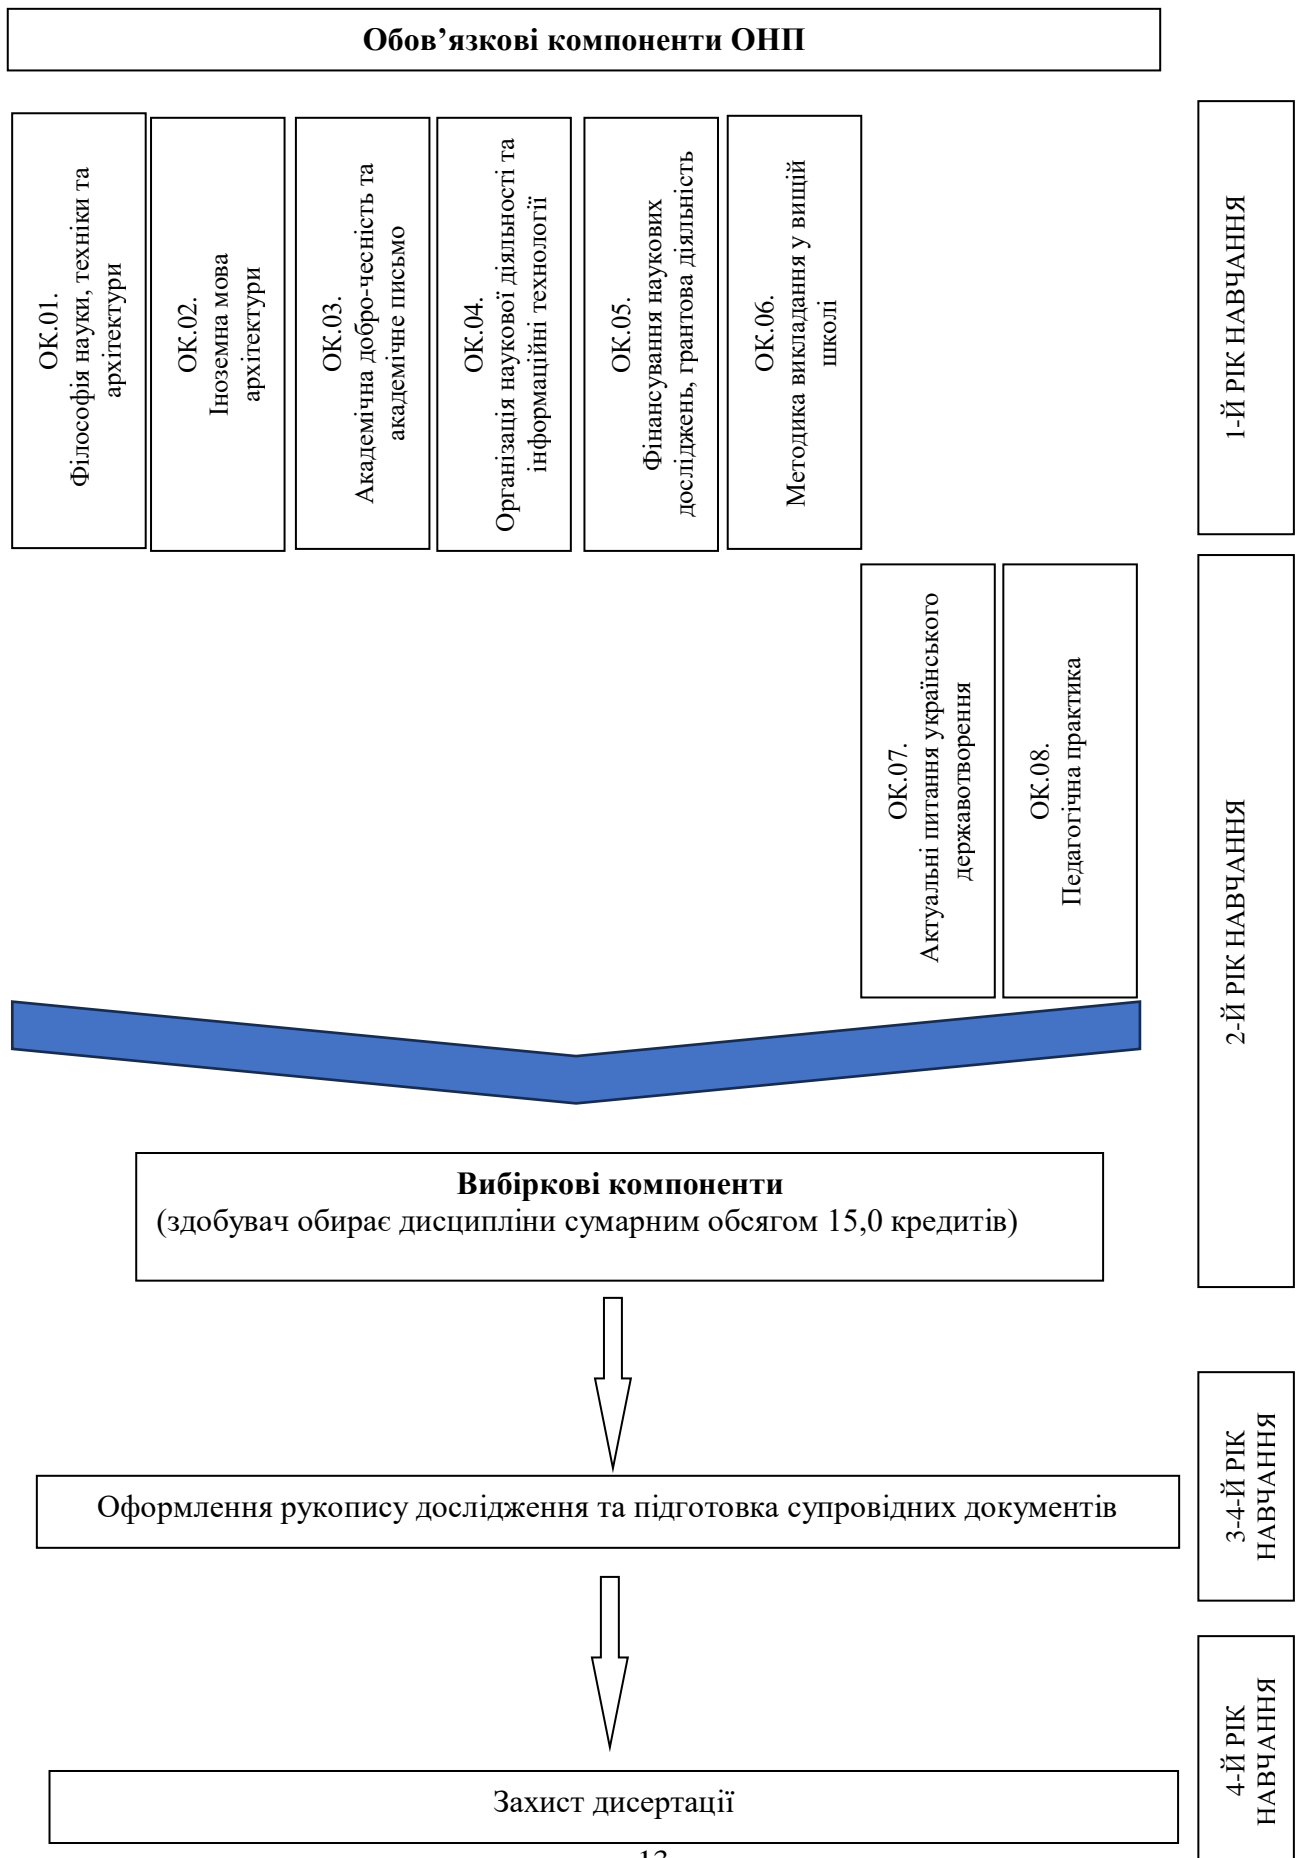 Обов’язкові компоненти ОНП
ОК.01.
Філософія науки, техніки та
архітектури
ОК.02.
Іноземна мова
архітектури
ОК.03.
Академічна добро-чесність та
академічне письмо
ОК.04.
Організація наукової діяльності та
інформаційні технології
ОК.05.
Фінансування наукових
досліджень, грантова діяльність
ОК.06.
Методика викладання у вищій
школі
1-Й РІК НАВЧАННЯ
ОК.07.
Актуальні питання українського
державотворення
ОК.08.
Педагогічна практика
2-Й РІК НАВЧАННЯ
Вибіркові компоненти
(здобувач обирає дисципліни сумарним обсягом 15,0 кредитів)
Оформлення рукопису дослідження та підготовка супровідних документів
3-4-Й РІК
НАВЧАННЯ
Захист дисертації
4-Й РІК
НАВЧАННЯ
13